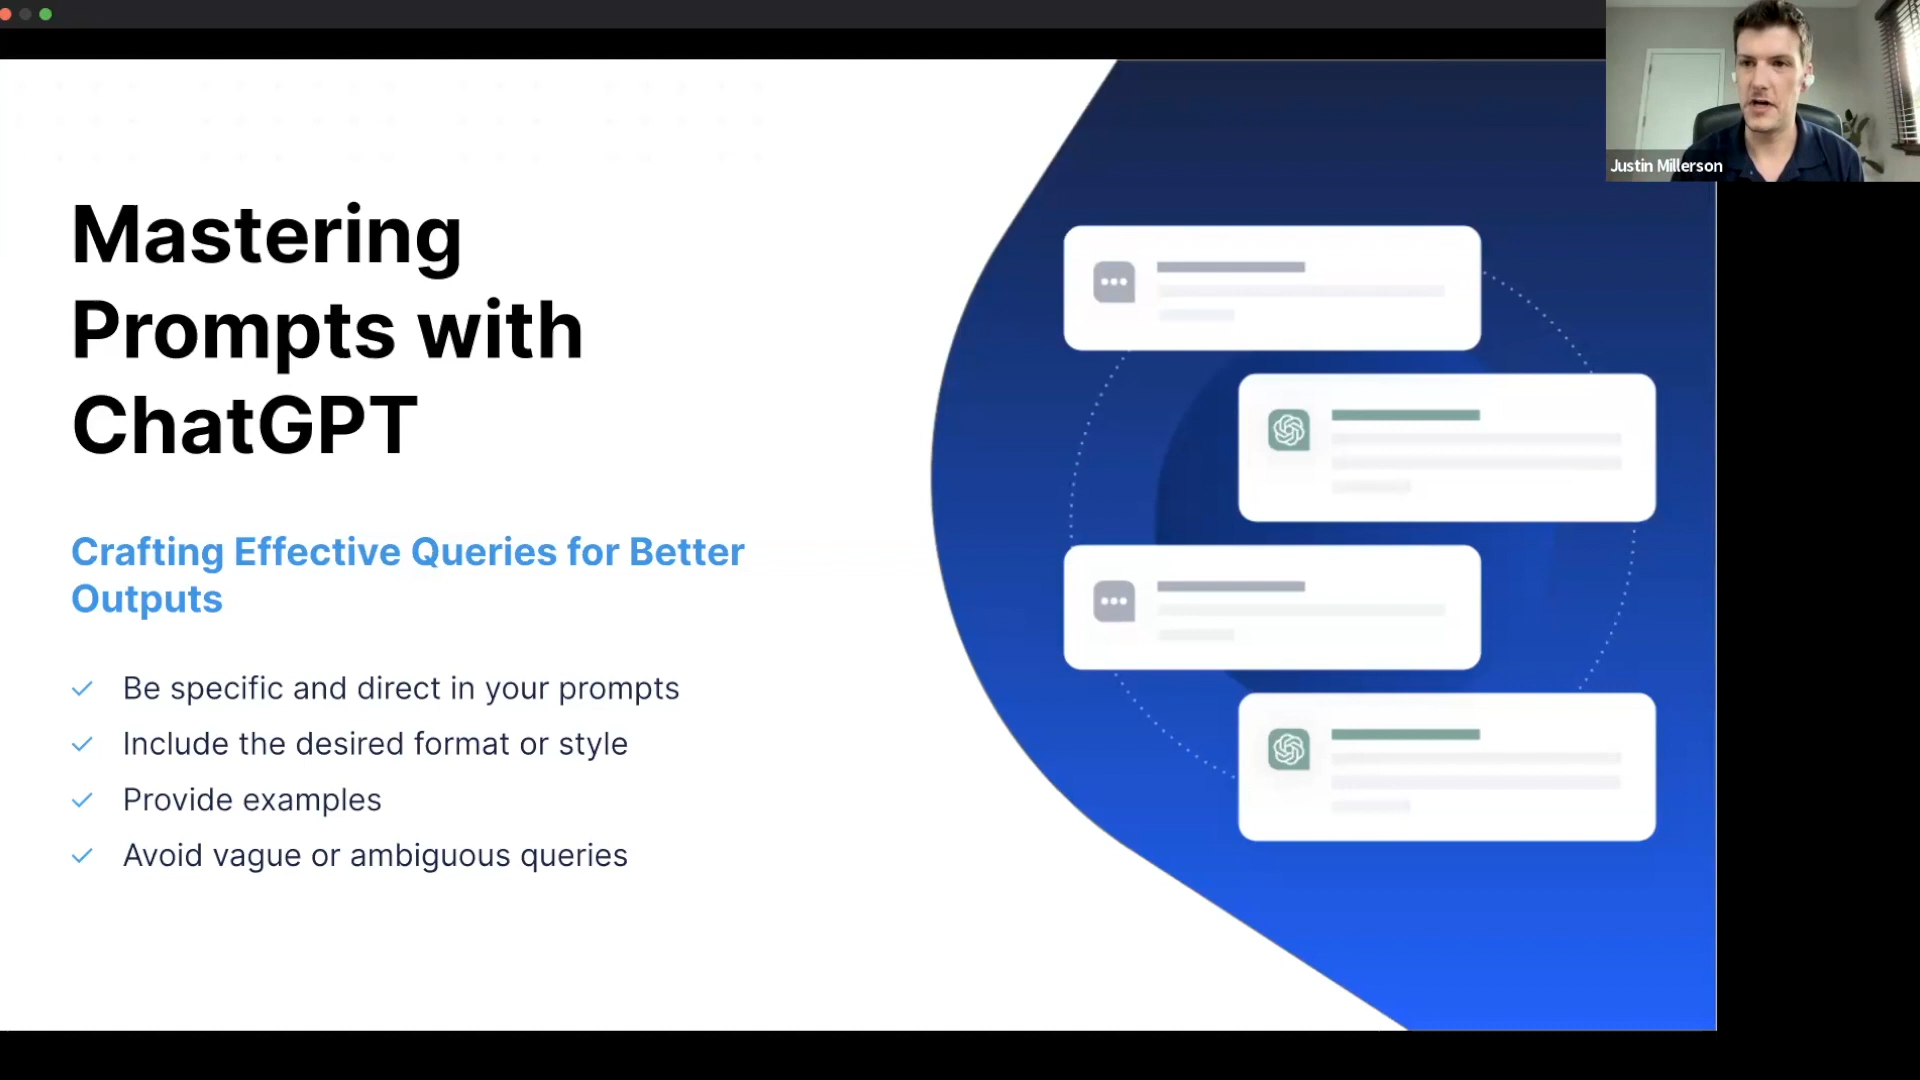 Mastering
Prompts with
ChatGPT
Crafting Effective Queries for Better
Outputs
Be specific and direct in your prompts
Include the desired format or style
Provide examples
Avoid vague or ambiguous queries
Justin Millerson